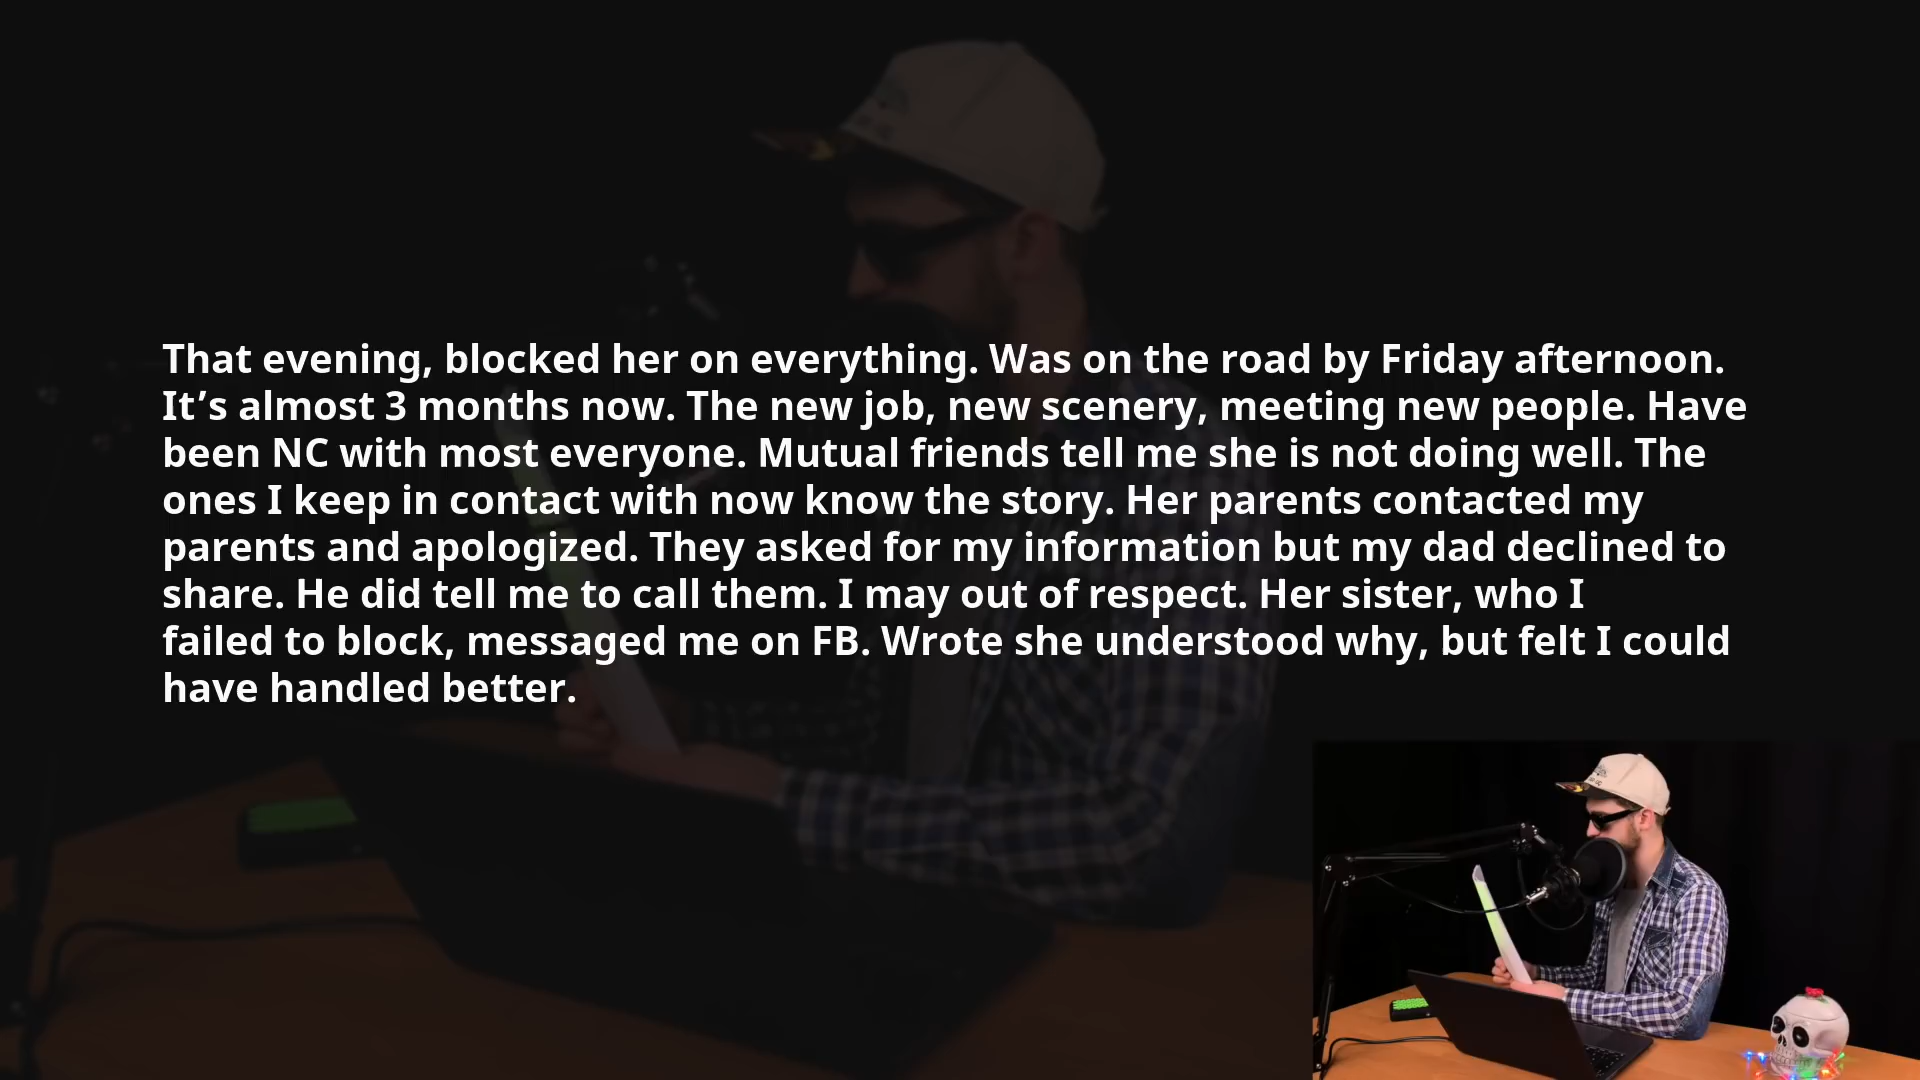 That evening, blocked her on everything. Was on the road by Friday afternoon.
It’s almost 3 months now. The new job, new scenery, meeting new people. Have
been NC with most everyone. Mutual friends tell me she is not doing well. The
ones I keep in contact with now know the story. Her parents contacted my
parents and apologized. They asked for my information but my dad declined to
share. He did tell me to call them. I may out of respect. Her sister, who I
failed to block, messaged me on FB. Wrote she understood why, but felt I could
have handled better.